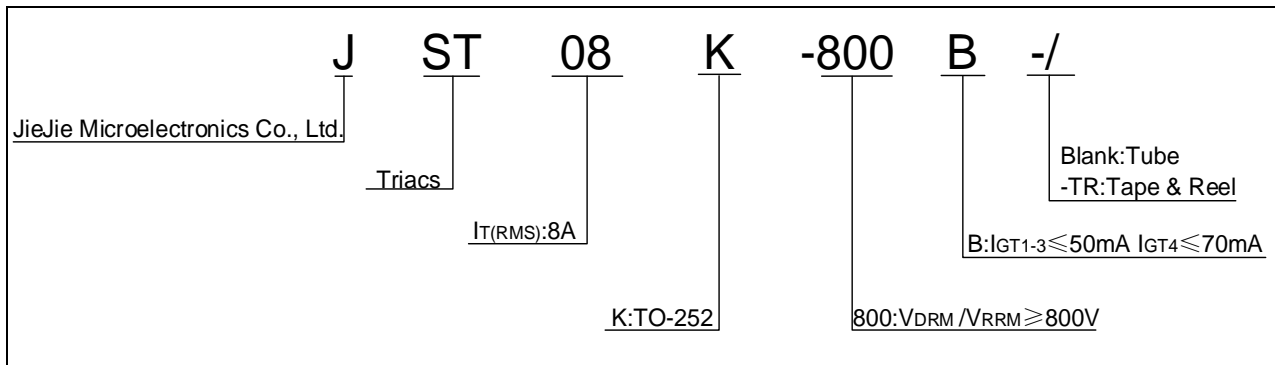 J ST 08 K -800 B -/
JieJie Microelectronics Co., Ltd.
Blank:Tube
Triacs
-TR:Tape & Reel
IT(RMS):8A
B:IGT1-3≤50mA IGT4≤70mA
K:TO-252
800:VDRM /VRRM≥800V